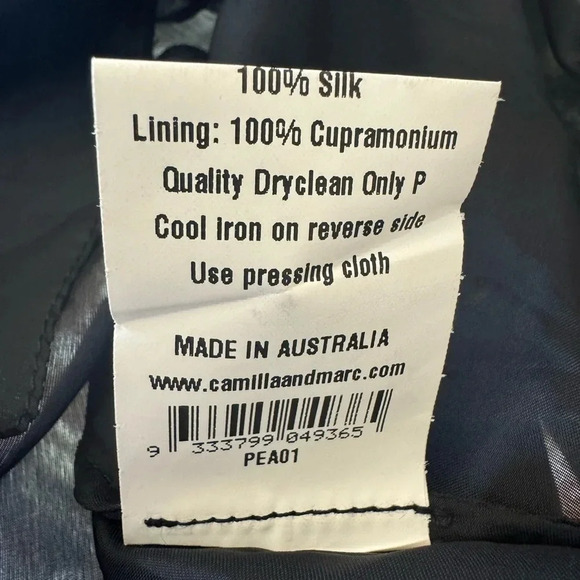 100% Silk
Lining: 100% Cupramonium
Quality Dryclean Only P
Cool iron on reverse side
Use pressing cloth
MADE IN AUSTRALIA
www.camillaandmarc.com
9 333799 049365
PEA01